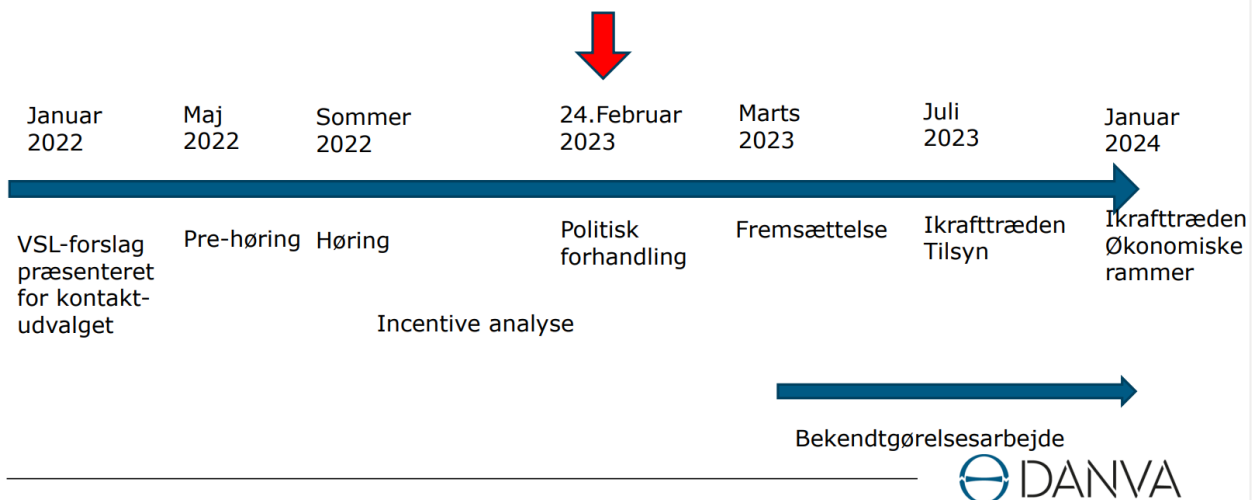 Januar
2022
Maj
2022
Sommer
2022
24.Februar
2023
Marts
2023
Juli
2023
Januar
2024
VSL-forslag
præsenteret
for kontakt-
udvalget
Pre-høring
Høring
Incentive analyse
Politisk
forhandling
Fremsættelse
Ikrafttræden
Tilsyn
Ikrafttræden
Økonomiske
rammer
Bekendtgørelsesarbejde
DANVA